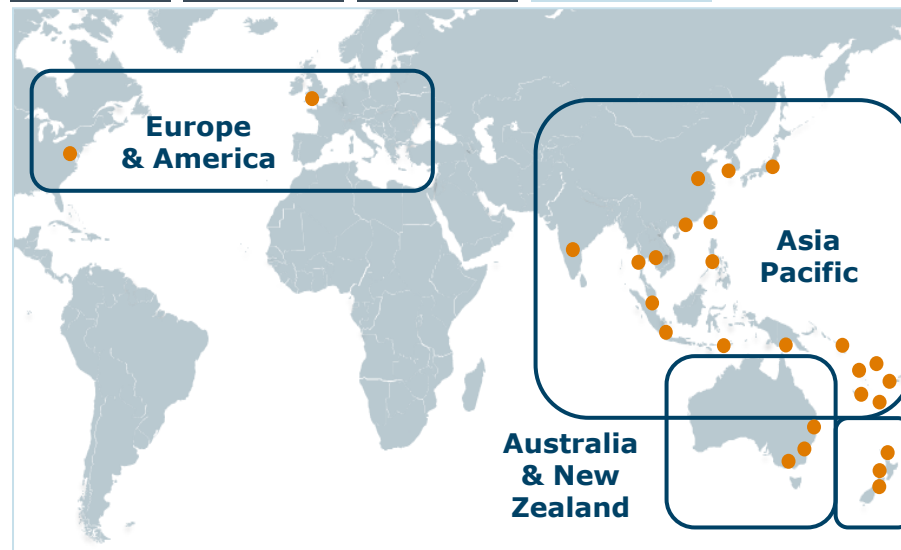 Europe
& America
Asia
Pacific
Australia
& New
Zealand